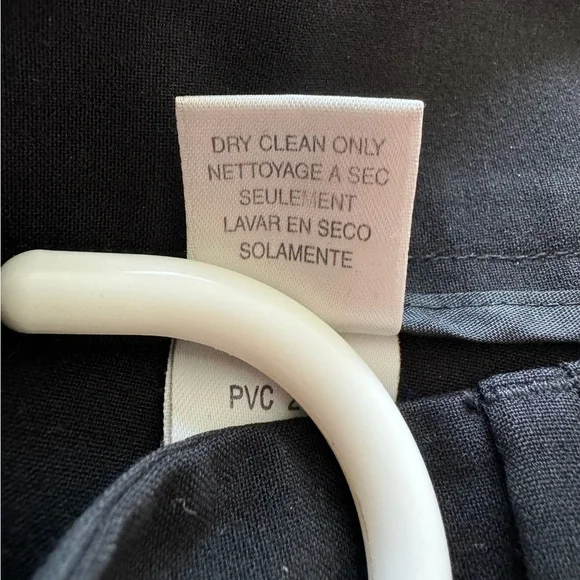 DRY CLEAN ONLY
NETTOYAGE A SEC
SEULEMENT
LAVAR EN SECO
SOLAMENTE
PVC